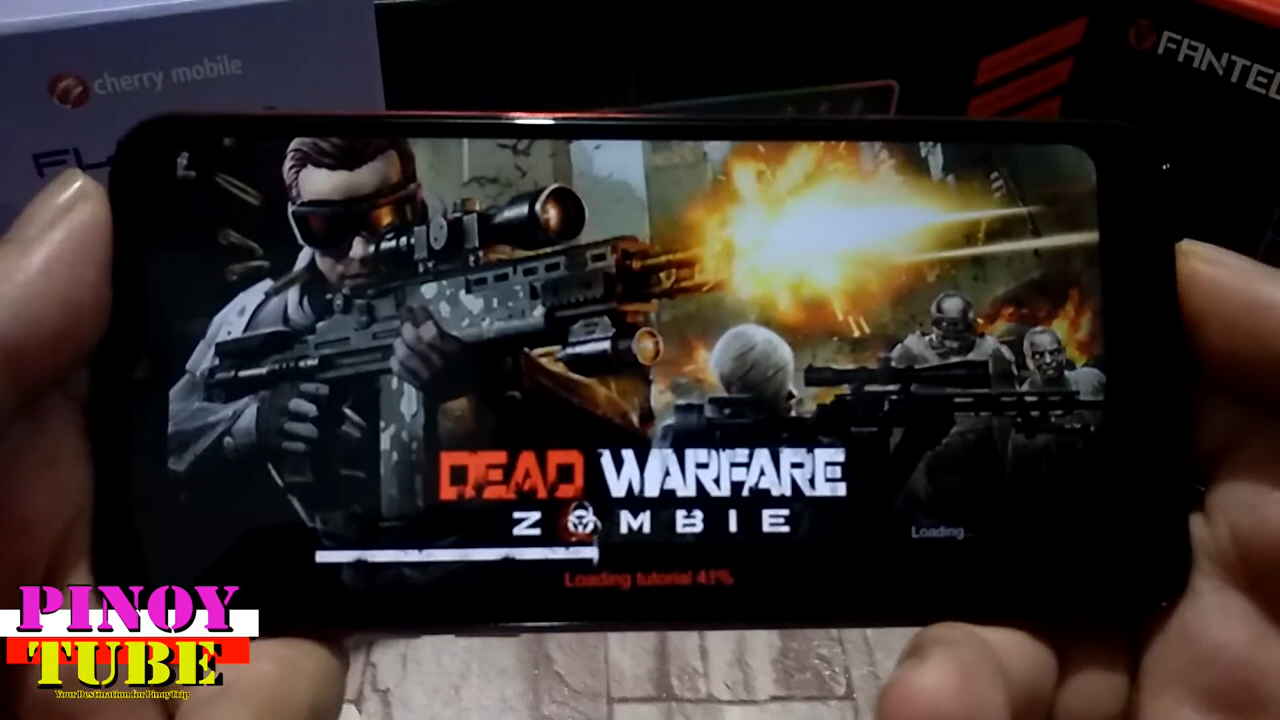 cherry mobile
FANTEC
DEAD WARFARE
ZOMBIE
Loading...
Loading tutorial 41%
PINOY
TUBE
Your Destination for PinoyTrip